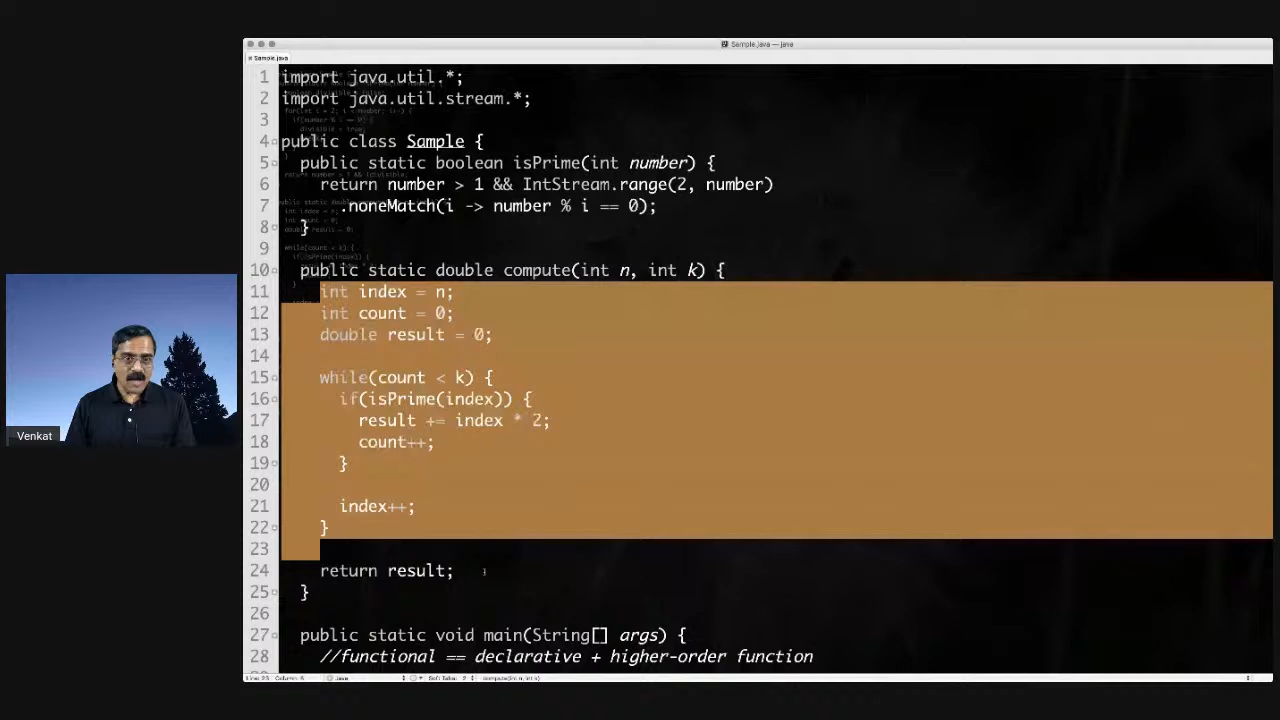 Sample.java — java
Sample.java
1 import java.util.*;
2 import java.util.stream.*;
3
4 public class Sample {
5 public static boolean isPrime(int number) {
6 return number > 1 && IntStream.range(2, number)
7 .noneMatch(i -> number % i == 0);
8 }
9
10 public static double compute(int n, int k) {
11 int index = n;
12 int count = 0;
13 double result = 0;
14
15 while(count < k) {
16 if(isPrime(index)) {
17 result += index * 2;
18 count++;
19 }
20
21 index++;
22 }
23
24 return result;
25 }
26
27 public static void main(String[] args) {
28 //functional == declarative + higher-order function
Venkat
Java